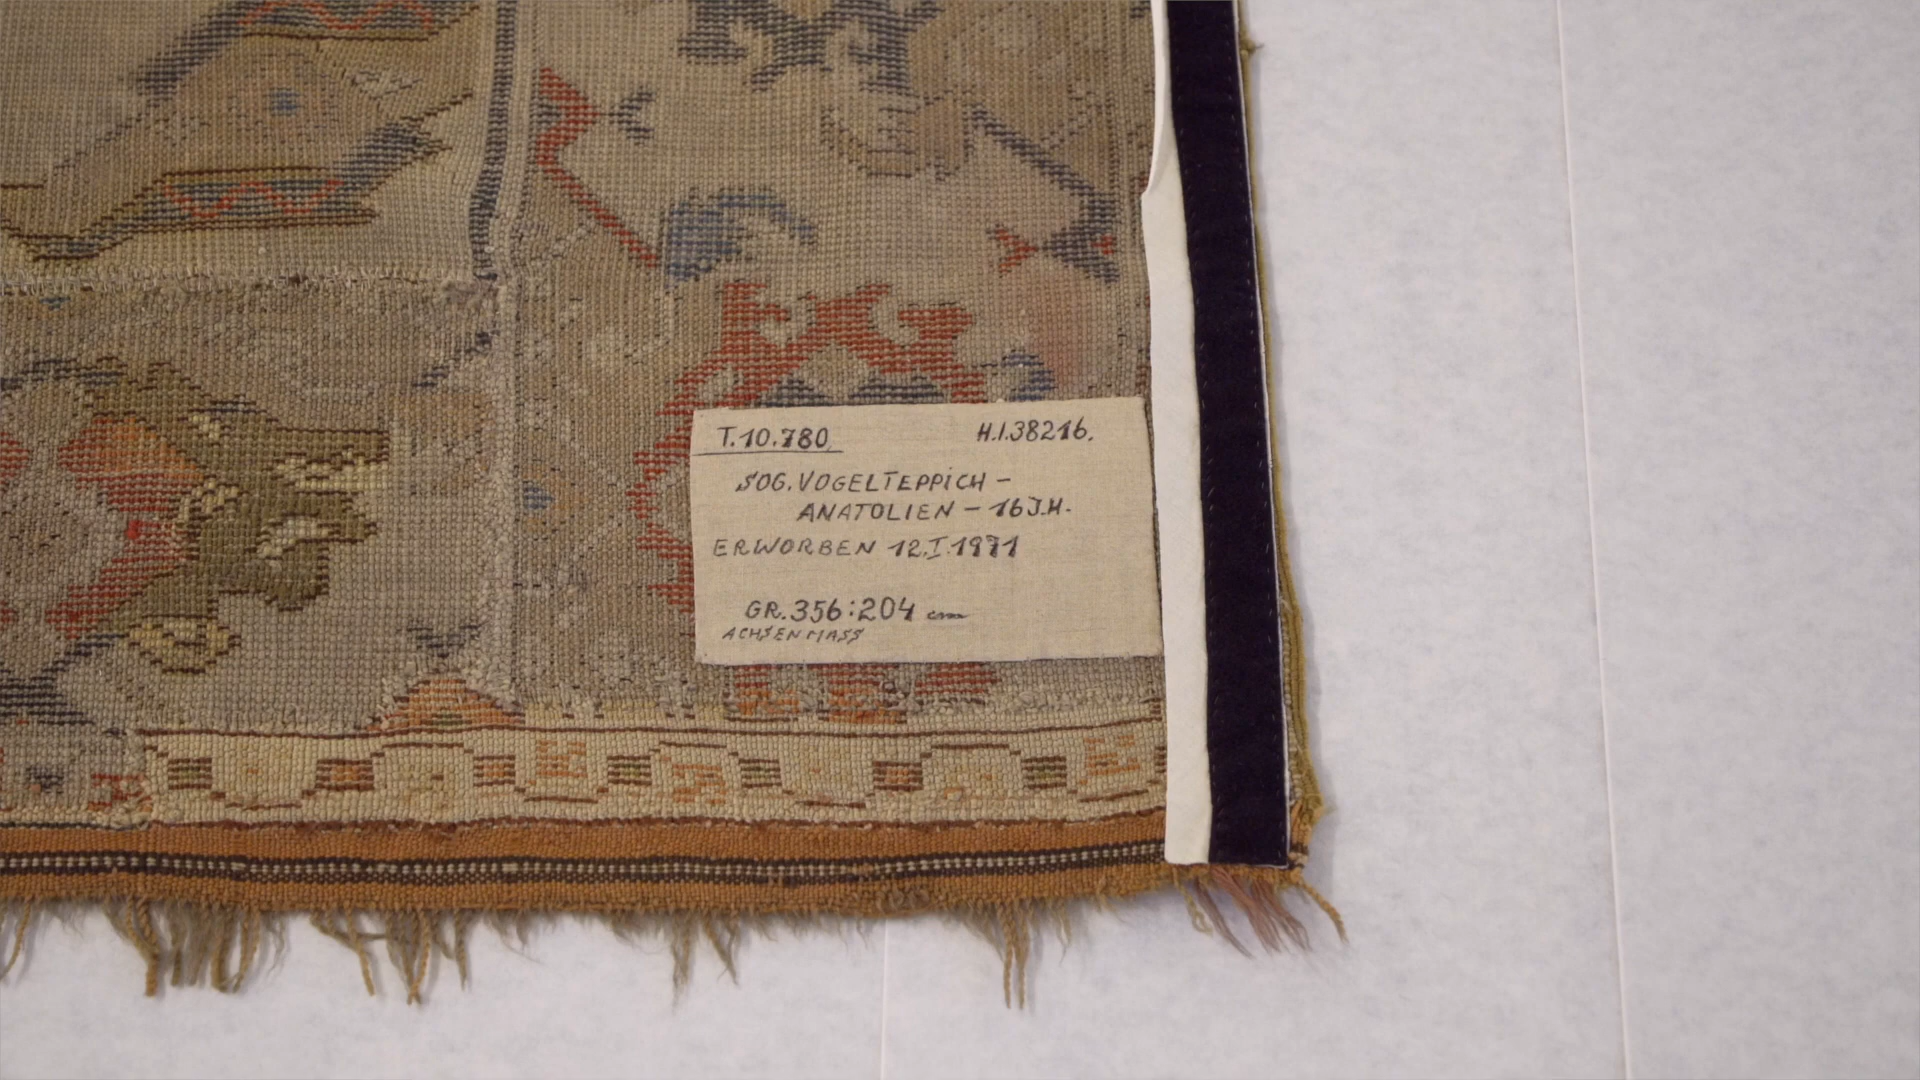 T.10.780. H.I.38216.
SOG. VOGELTEPPICH -
ANATOLIEN - 16 J.H.
ERWORBEN 12.I.1971
GR. 356:204 cm
ACHSENMASS